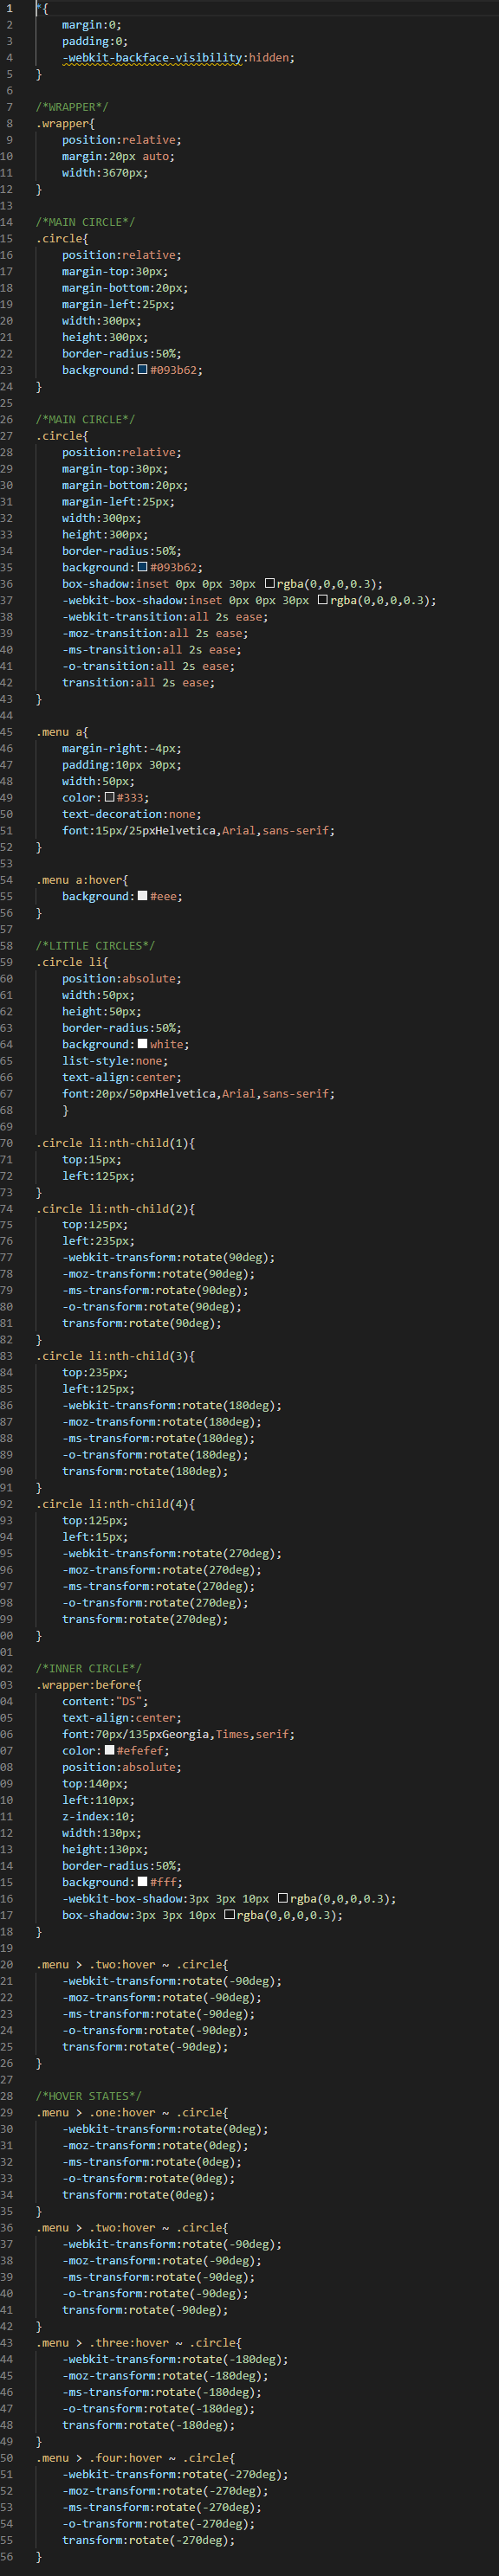 1 *{
2 margin:0;
3 padding:0;
4 -webkit-backface-visibility:hidden;
5 }
6
7 /*WRAPPER*/
8 .wrapper{
9 position:relative;
10 margin:20px auto;
11 width:3670px;
12 }
13
14 /*MAIN CIRCLE*/
15 .circle{
16 position:relative;
17 margin-top:30px;
18 margin-bottom:20px;
19 margin-left:25px;
20 width:300px;
21 height:300px;
22 border-radius:50%;
23 background:#093b62;
24 }
25
26 /*MAIN CIRCLE*/
27 .circle{
28 position:relative;
29 margin-top:30px;
30 margin-bottom:20px;
31 margin-left:25px;
32 width:300px;
33 height:300px;
34 border-radius:50%;
35 background:#093b62;
36 box-shadow:inset 0px 0px 30px rgba(0,0,0,0.3);
37 -webkit-box-shadow:inset 0px 0px 30px rgba(0,0,0,0.3);
38 -webkit-transition:all 2s ease;
39 -moz-transition:all 2s ease;
40 -ms-transition:all 2s ease;
41 -o-transition:all 2s ease;
42 transition:all 2s ease;
43 }
44
45 .menu a{
46 margin-right:-4px;
47 padding:10px 30px;
48 width:50px;
49 color:#333;
50 text-decoration:none;
51 font:15px/25pxHelvetica,Arial,sans-serif;
52 }
53
54 .menu a:hover{
55 background:#eee;
56 }
57
58 /*LITTLE CIRCLES*/
59 .circle li{
60 position:absolute;
61 width:50px;
62 height:50px;
63 border-radius:50%;
64 background:white;
65 list-style:none;
66 text-align:center;
67 font:20px/50pxHelvetica,Arial,sans-serif;
68 }
69
70 .circle li:nth-child(1){
71 top:15px;
72 left:125px;
73 }
74 .circle li:nth-child(2){
75 top:125px;
76 left:235px;
77 -webkit-transform:rotate(90deg);
78 -moz-transform:rotate(90deg);
79 -ms-transform:rotate(90deg);
80 -o-transform:rotate(90deg);
81 transform:rotate(90deg);
82 }
83 .circle li:nth-child(3){
84 top:235px;
85 left:125px;
86 -webkit-transform:rotate(180deg);
87 -moz-transform:rotate(180deg);
88 -ms-transform:rotate(180deg);
89 -o-transform:rotate(180deg);
90 transform:rotate(180deg);
91 }
92 .circle li:nth-child(4){
93 top:125px;
94 left:15px;
95 -webkit-transform:rotate(270deg);
96 -moz-transform:rotate(270deg);
97 -ms-transform:rotate(270deg);
98 -o-transform:rotate(270deg);
99 transform:rotate(270deg);
00 }
01
02 /*INNER CIRCLE*/
03 .wrapper:before{
04 content:"DS";
05 text-align:center;
06 font:70px/135pxGeorgia,Times,serif;
07 color:#efefef;
08 position:absolute;
09 top:140px;
10 left:110px;
11 z-index:10;
12 width:130px;
13 height:130px;
14 border-radius:50%;
15 background:#fff;
16 -webkit-box-shadow:3px 3px 10px rgba(0,0,0,0.3);
17 box-shadow:3px 3px 10px rgba(0,0,0,0.3);
18 }
19
20 .menu > .two:hover ~ .circle{
21 -webkit-transform:rotate(-90deg);
22 -moz-transform:rotate(-90deg);
23 -ms-transform:rotate(-90deg);
24 -o-transform:rotate(-90deg);
25 transform:rotate(-90deg);
26 }
27
28 /*HOVER STATES*/
29 .menu > .one:hover ~ .circle{
30 -webkit-transform:rotate(0deg);
31 -moz-transform:rotate(0deg);
32 -ms-transform:rotate(0deg);
33 -o-transform:rotate(0deg);
34 transform:rotate(0deg);
35 }
36 .menu > .two:hover ~ .circle{
37 -webkit-transform:rotate(-90deg);
38 -moz-transform:rotate(-90deg);
39 -ms-transform:rotate(-90deg);
40 -o-transform:rotate(-90deg);
41 transform:rotate(-90deg);
42 }
43 .menu > .three:hover ~ .circle{
44 -webkit-transform:rotate(-180deg);
45 -moz-transform:rotate(-180deg);
46 -ms-transform:rotate(-180deg);
47 -o-transform:rotate(-180deg);
48 transform:rotate(-180deg);
49 }
50 .menu > .four:hover ~ .circle{
51 -webkit-transform:rotate(-270deg);
52 -moz-transform:rotate(-270deg);
53 -ms-transform:rotate(-270deg);
54 -o-transform:rotate(-270deg);
55 transform:rotate(-270deg);
56 }